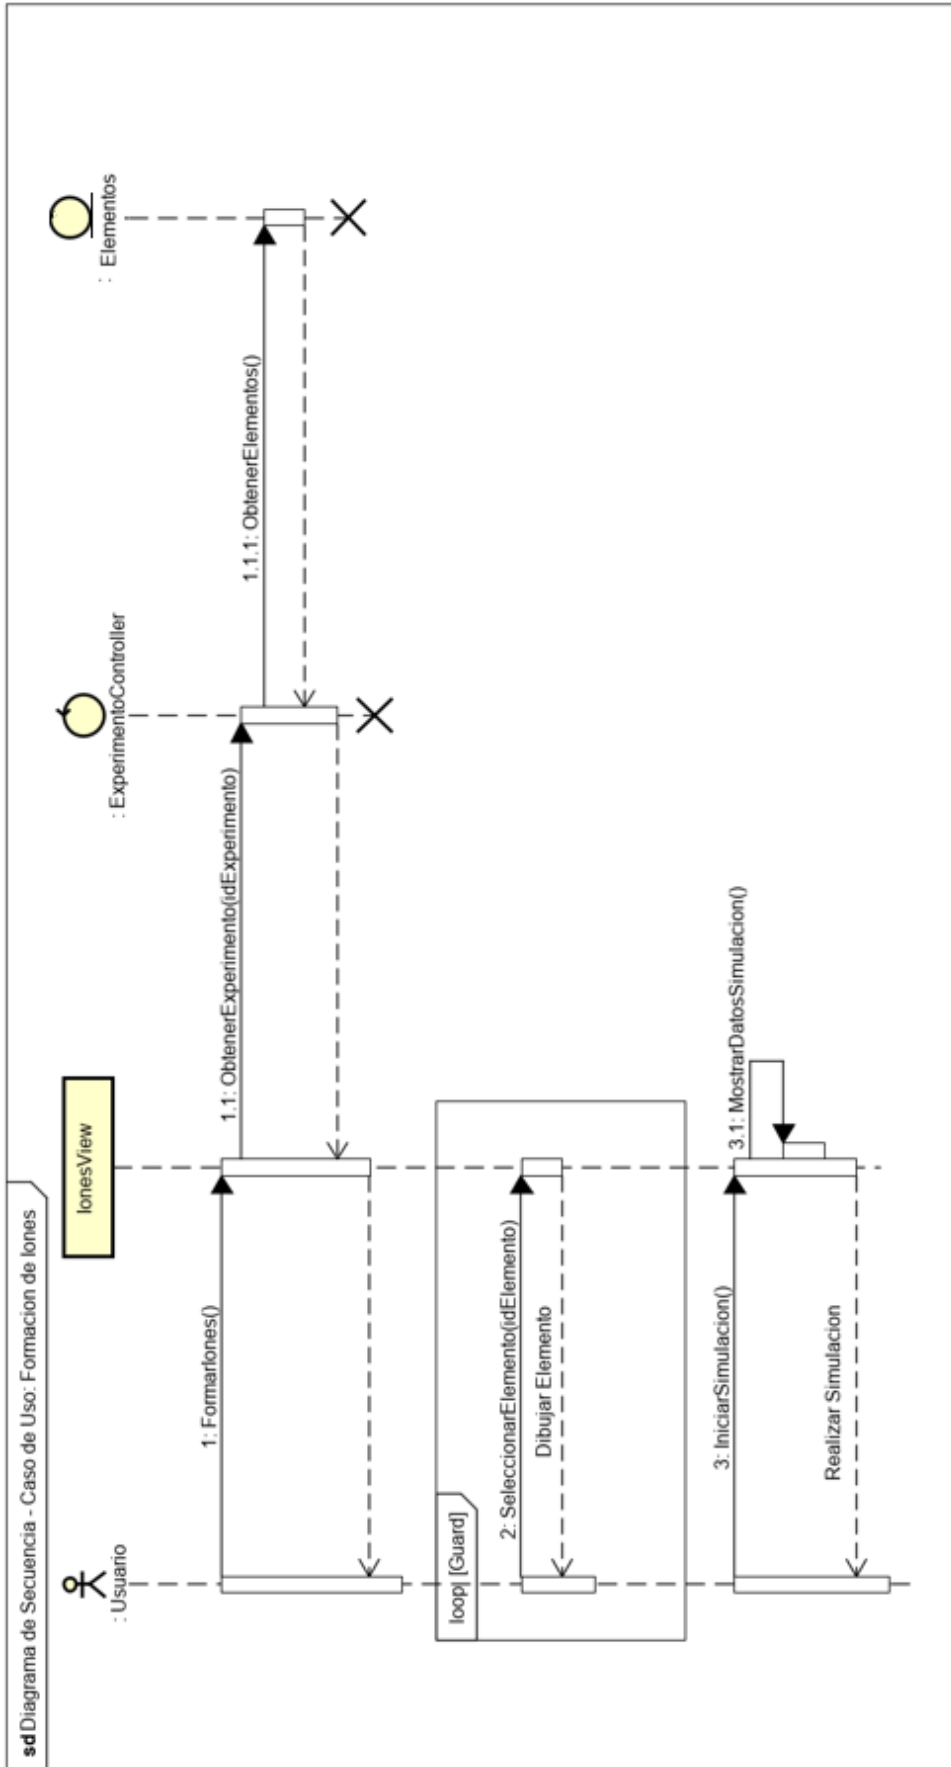 sd Diagrama de Secuencia - Caso de Uso: Formacion de Iones
: Usuario
IonesView
: ExperimentoController
: Elementos
1: FormarIones()
1.1: ObtenerExperimento(idExperimento)
1.1.1: ObtenerElementos()
loop [Guard]
2: SeleccionarElemento(idElemento)
Dibujar Elemento
3: IniciarSimulacion()
3.1: MostrarDatosSimulacion()
Realizar Simulacion